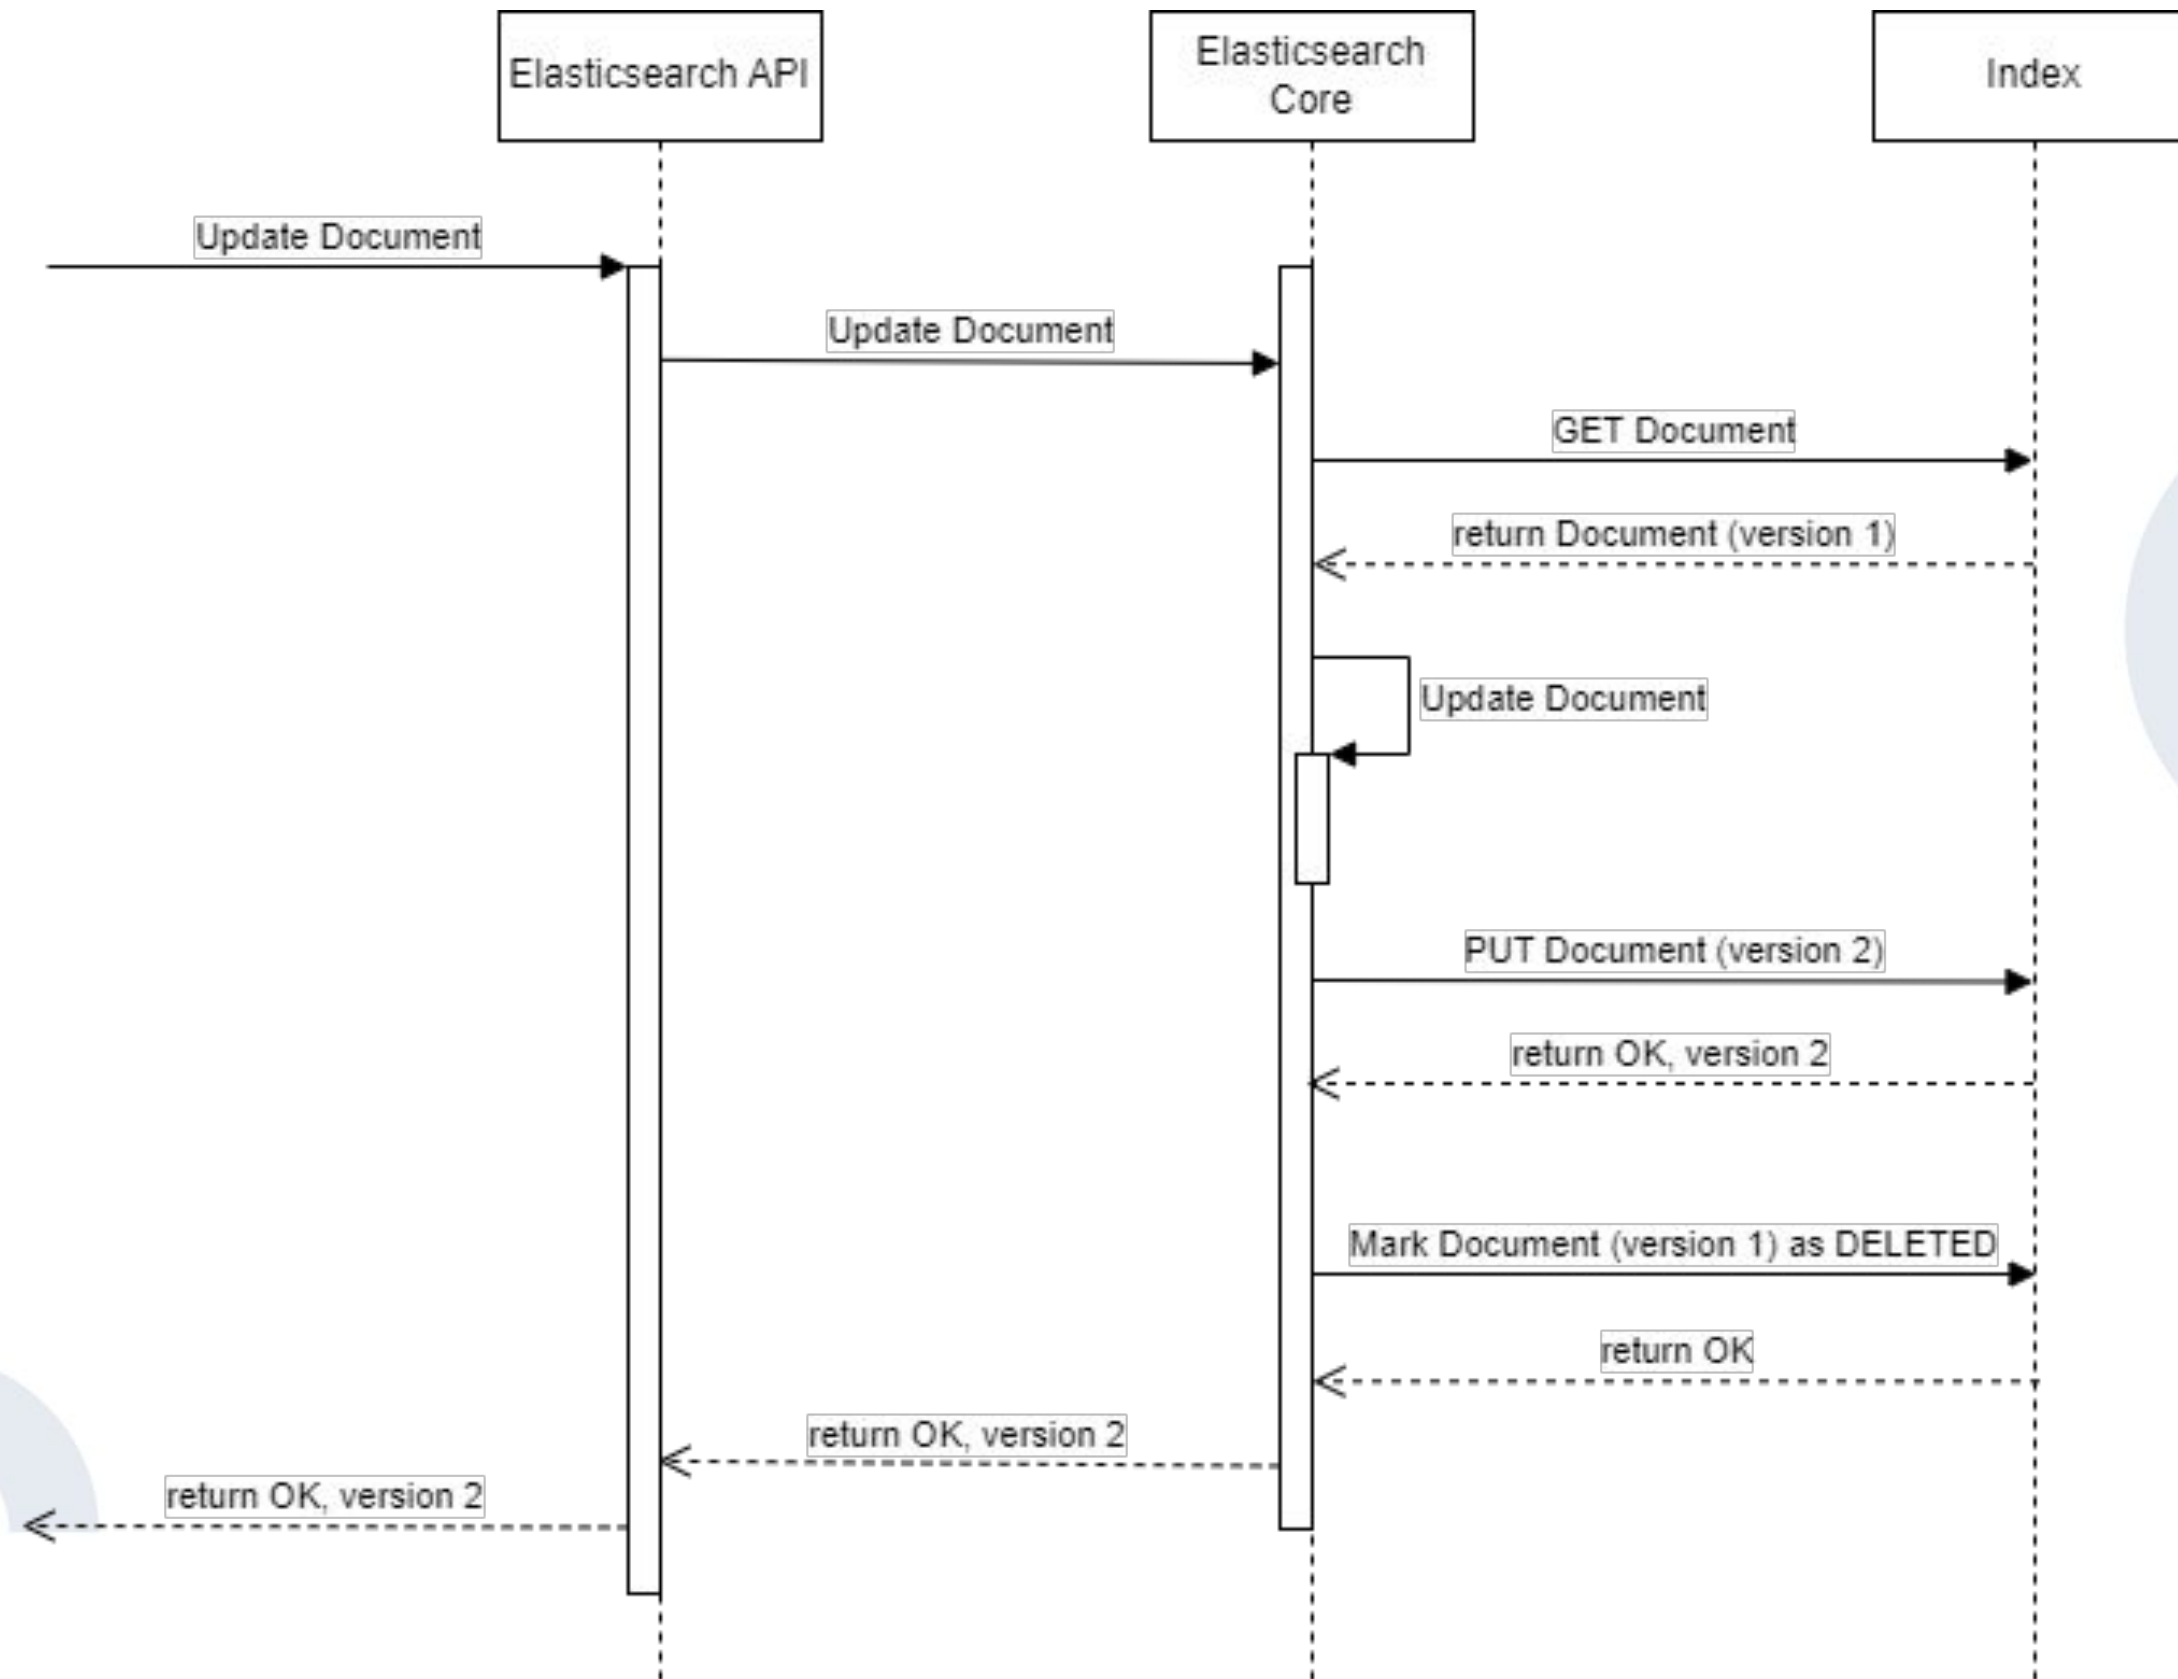 Elasticsearch API
Elasticsearch
Core
Index
Update Document
Update Document
GET Document
return Document (version 1)
Update Document
PUT Document (version 2)
return OK, version 2
Mark Document (version 1) as DELETED
return OK
return OK, version 2
return OK, version 2